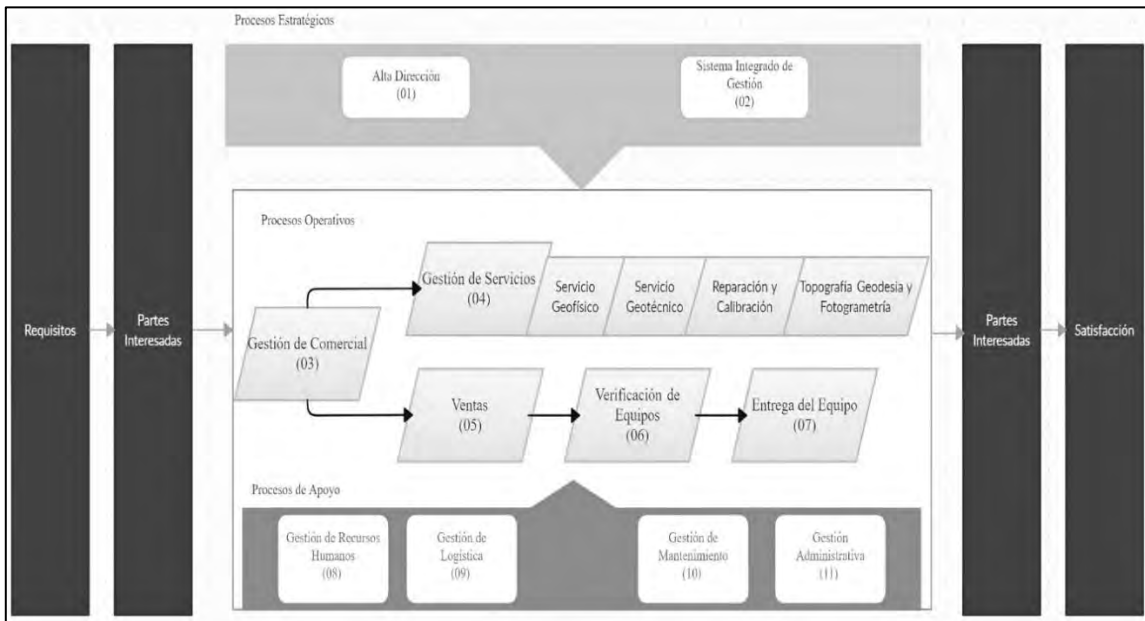 Procesos Estratégicos
Alta Dirección
(01)
Sistema Integrado de
Gestión
(02)
Requisitos
Partes
Interesadas
Procesos Operativos
Gestión de Comercial
(03)
Gestión de Servicios
(04)
Servicio
Geofísico
Servicio
Geotécnico
Reparación y
Calibración
Topografía Geodesia y
Fotogrametría
Ventas
(05)
Verificación de
Equipos
(06)
Entrega del Equipo
(07)
Procesos de Apoyo
Gestión de Recursos
Humanos
(08)
Gestión de
Logística
(09)
Gestión de
Mantenimiento
(10)
Gestión
Administrativa
(11)
Partes
Interesadas
Satisfacción